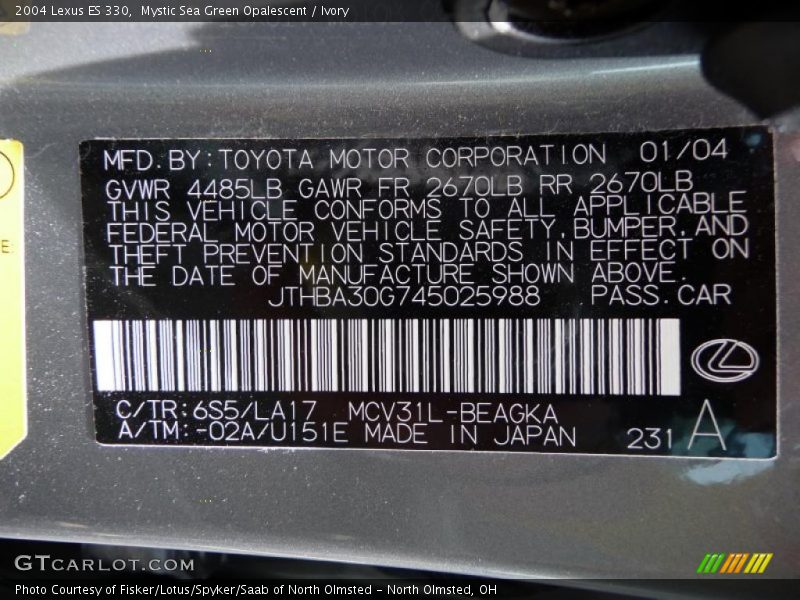 2004 Lexus ES 330,  Mystic Sea Green Opalescent / Ivory
MFD.BY:TOYOTA MOTOR CORPORATION 01/04
GVWR 4485LB GAWR FR 2670LB RR 2670LB
THIS VEHICLE CONFORMS TO ALL APPLICABLE
FEDERAL MOTOR VEHICLE SAFETY,BUMPER,AND
THEFT PREVENTION STANDARDS IN EFFECT ON
THE DATE OF MANUFACTURE SHOWN ABOVE.
JTHBA30G745025988 PASS.CAR
C/TR:6S5/LA17 MCV31L-BEAGKA
A/TM:-02A/U151E MADE IN JAPAN 231 A
E
GTCARLOT.COM
Photo Courtesy of Fisker/Lotus/Spyker/Saab of North Olmsted - North Olmsted, OH